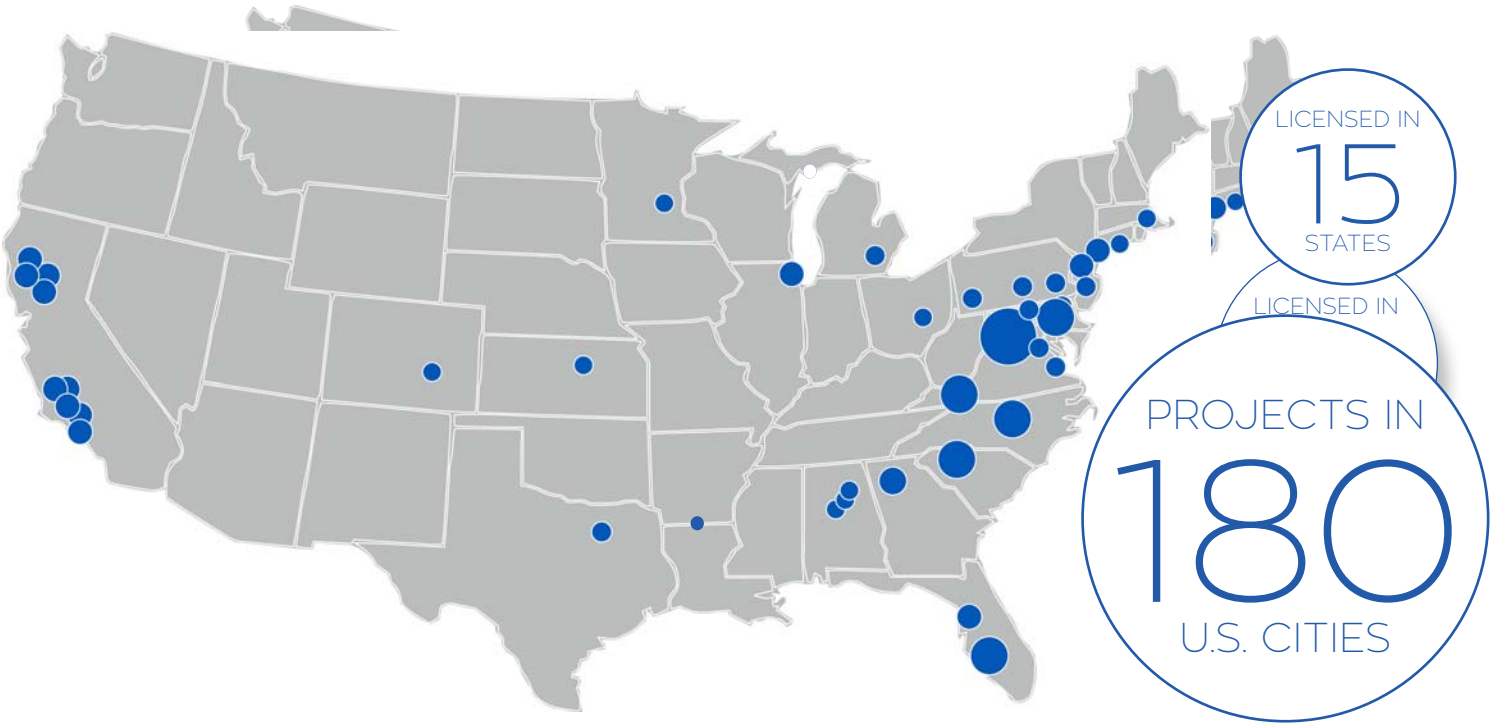 LICENSED IN
15
STATES
LICENSED IN
PROJECTS IN
180
U.S. CITIES